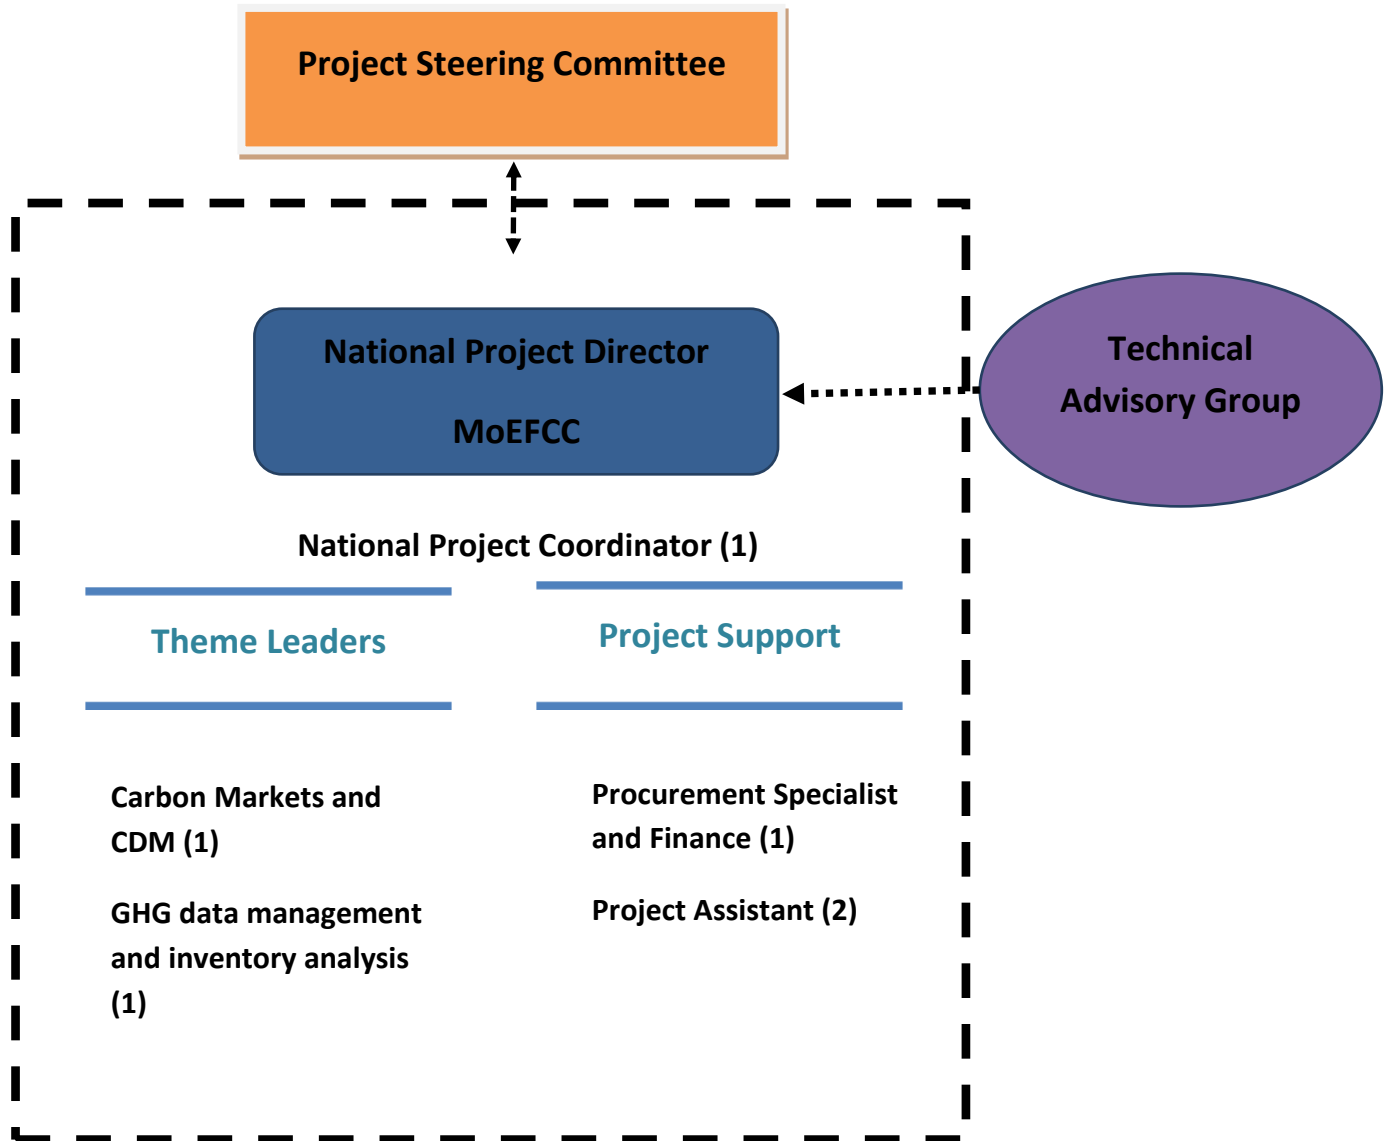 Project Steering Committee
National Project Director
MoEFCC
Technical
Advisory Group
National Project Coordinator (1)
Theme Leaders
Project Support
Carbon Markets and
CDM (1)
GHG data management
and inventory analysis
(1)
Procurement Specialist
and Finance (1)
Project Assistant (2)